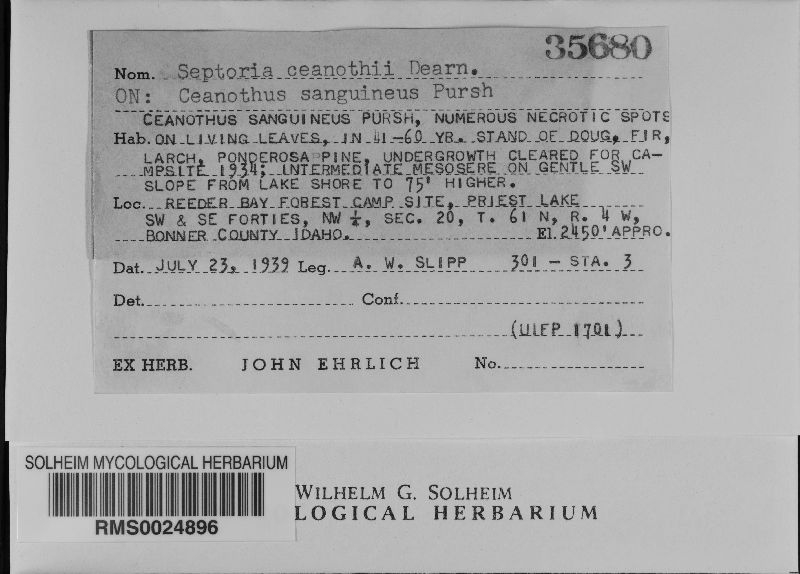 35680
Nom. Septoria ceanothii Dearn.
ON: Ceanothus sanguineus Pursh
CEANOTHUS SANGUINEUS PURSH, NUMEROUS NECROTIC SPOTS
Hab. ON LIVING LEAVES, IN 41-60 YR. STAND OF DOUG. FIR,
LARCH, PONDEROSA PINE, UNDERGROWTH CLEARED FOR CA-
MPSITE 1934; INTERMEDIATE MESOSERE ON GENTLE SW
SLOPE FROM LAKE SHORE TO 75' HIGHER.
Loc. REEDER BAY FOREST CAMP SITE, PRIEST LAKE
SW & SE FORTIES, NW ¼, SEC. 20, T. 61 N, R. 4 W,
BONNER COUNTY IDAHO. El. 2450' APPRO.
Dat. JULY 23, 1939 Leg. A. W. SLIPP 301 - STA. 3
Det. Conf.
(UIFP 1701)
EX HERB. JOHN EHRLICH No.
SOLHEIM MYCOLOGICAL HERBARIUM
RMS0024896
WILHELM G. SOLHEIM
LOGICAL HERBARIUM